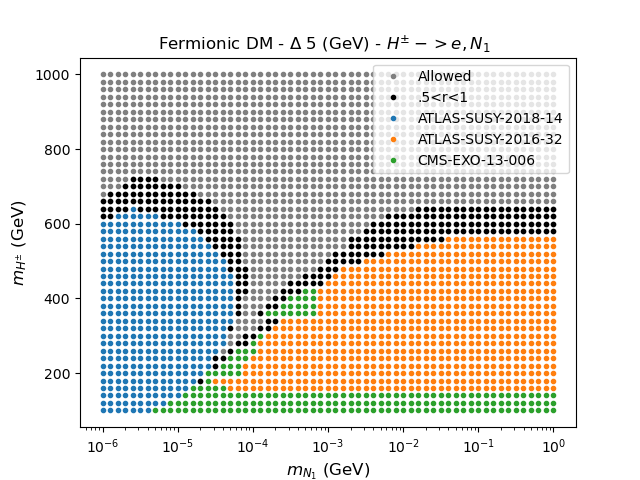 Fermionic DM - Δ 5 (GeV) - $H^{\pm} -> e, N_1$
Allowed
.5<r<1
ATLAS-SUSY-2018-14
ATLAS-SUSY-2016-32
CMS-EXO-13-006
1000
800
600
400
200
$m_{H^{\pm}}$ (GeV)
$10^{-6}$ $10^{-5}$ $10^{-4}$ $10^{-3}$ $10^{-2}$ $10^{-1}$ $10^{0}$
$m_{N_1}$ (GeV)